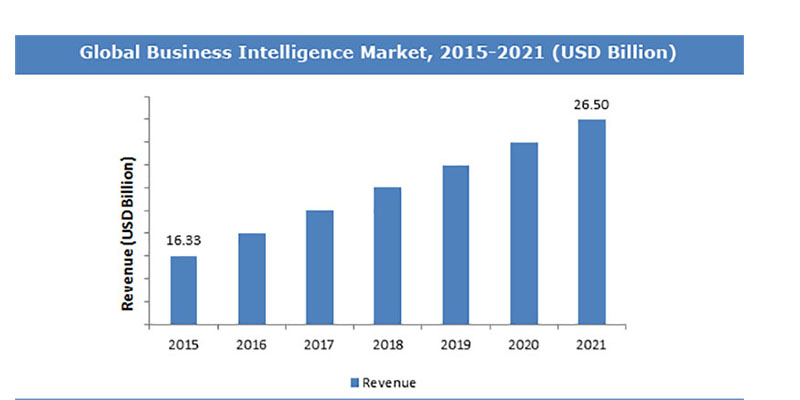 Global Business Intelligence Market, 2015-2021 (USD Billion)
26.50
16.33
Revenue (USD Billion)
2015 2016 2017 2018 2019 2020 2021
Revenue